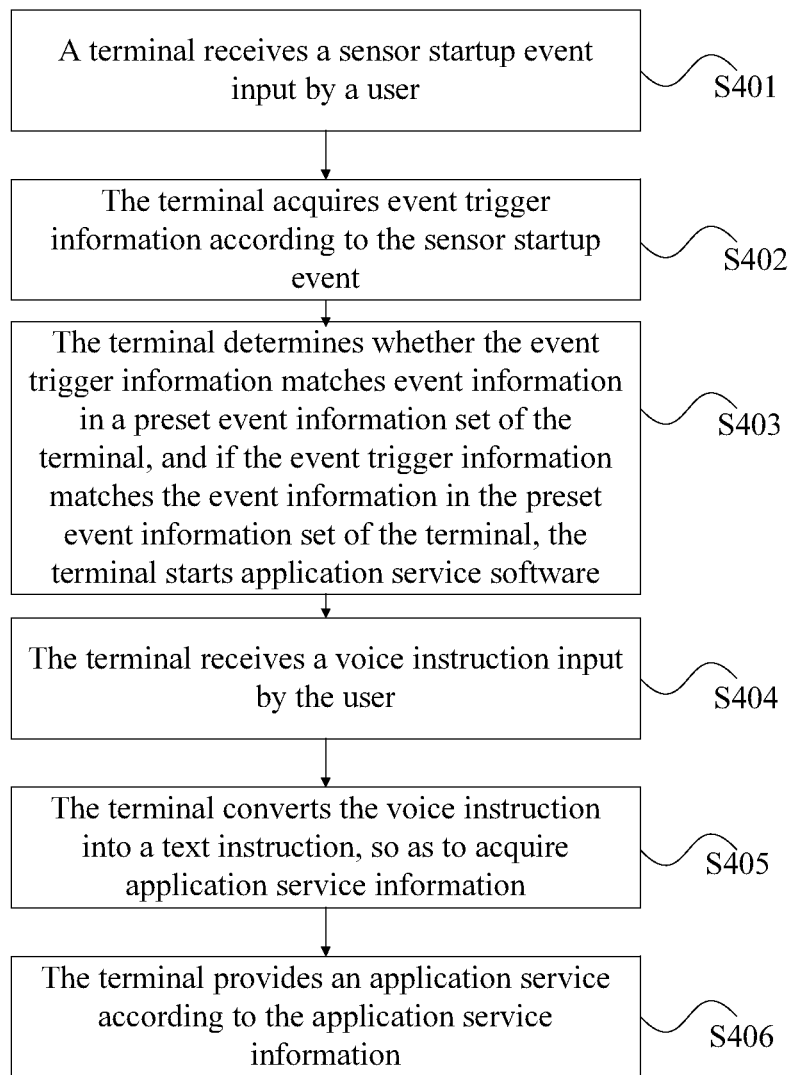 A terminal receives a sensor startup event
input by a user
S401
The terminal acquires event trigger
information according to the sensor startup
event
S402
The terminal determines whether the event
trigger information matches event information
in a preset event information set of the
terminal, and if the event trigger information
matches the event information in the preset
event information set of the terminal, the
terminal starts application service software
S403
The terminal receives a voice instruction input
by the user
S404
The terminal converts the voice instruction
into a text instruction, so as to acquire
application service information
S405
The terminal provides an application service
according to the application service
information
S406